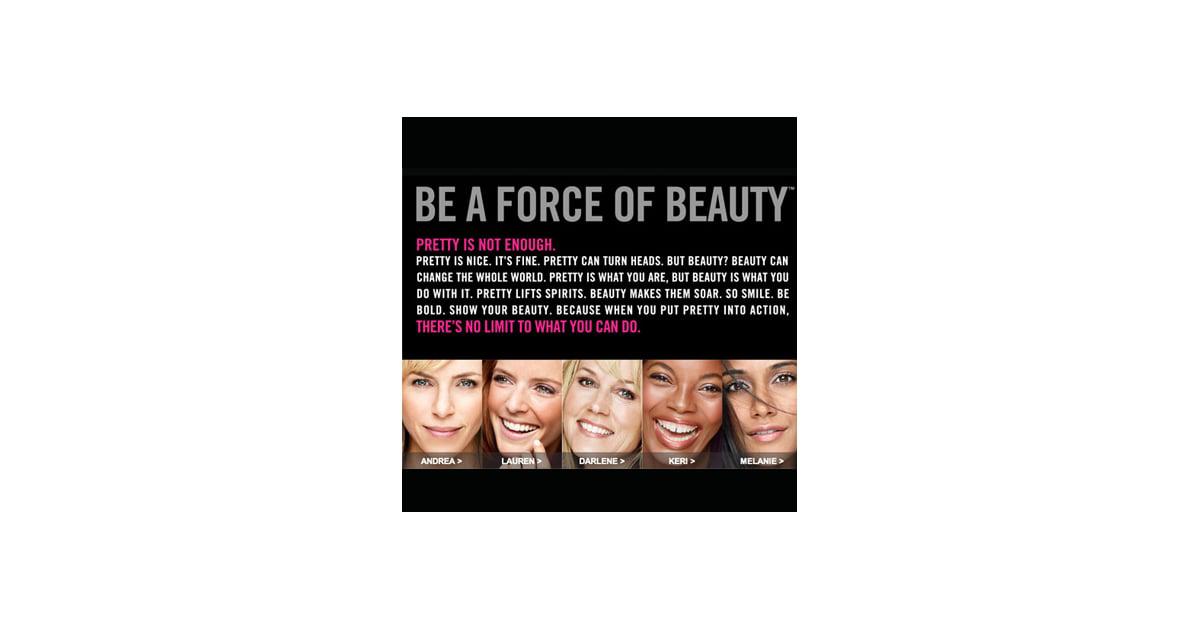 BE A FORCE OF BEAUTY™
PRETTY IS NOT ENOUGH.
PRETTY IS NICE. IT'S FINE. PRETTY CAN TURN HEADS. BUT BEAUTY? BEAUTY CAN
CHANGE THE WHOLE WORLD. PRETTY IS WHAT YOU ARE, BUT BEAUTY IS WHAT YOU
DO WITH IT. PRETTY LIFTS SPIRITS. BEAUTY MAKES THEM SOAR. SO SMILE. BE
BOLD. SHOW YOUR BEAUTY. BECAUSE WHEN YOU PUT PRETTY INTO ACTION,
THERE'S NO LIMIT TO WHAT YOU CAN DO.
ANDREA > LAUREN > DARLENE > KERI > MELANIE >